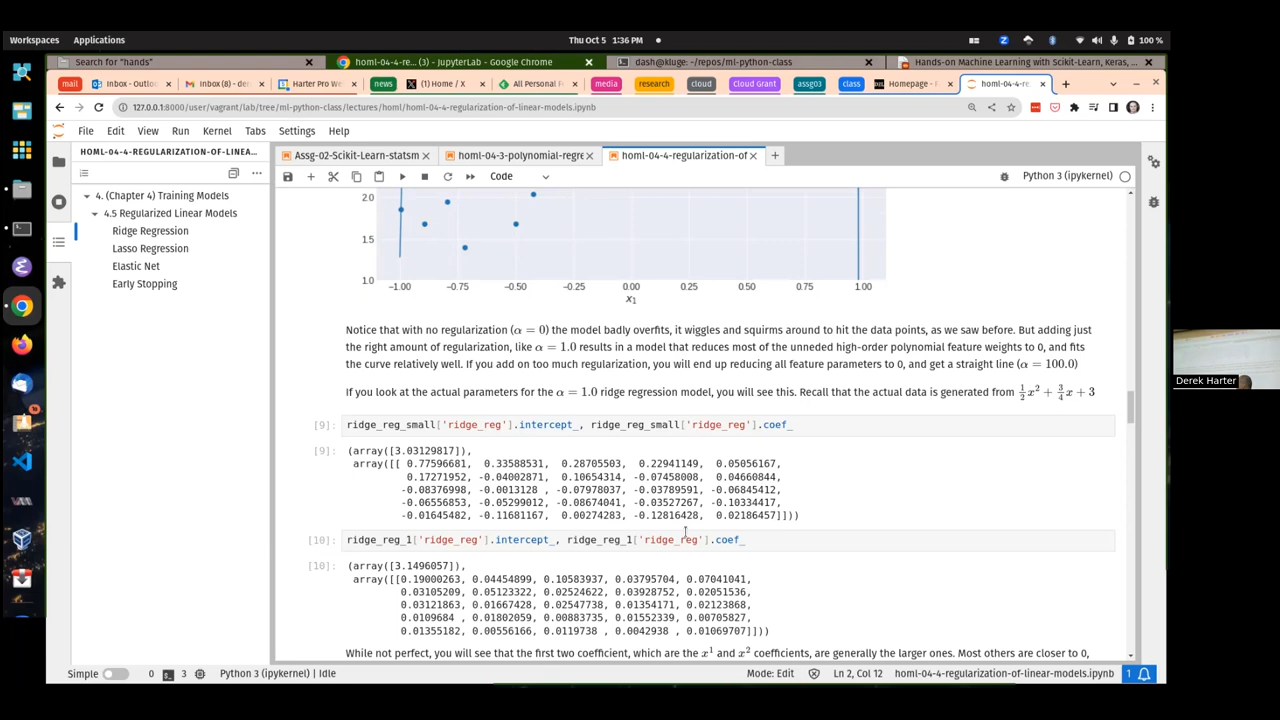 Workspaces Applications Thu Oct 5 1:36 PM 100 %
Search for "hands" homl-04-4-re... (3) - JupyterLab - Google Chrome dash@kluge: ~/repos/ml-python-class Hands-on Machine Learning with Scikit-Learn, Keras, ...
mail Inbox - Outloo Inbox (8) - der Harter Pro We news (1) Home / X All Personal F media research cloud Cloud Grant assg03 class Homepage - homl-04-4-re
127.0.0.1:8000/user/vagrant/lab/tree/ml-python-class/lectures/homl/homl-04-4-regularization-of-linear-models.ipynb
File Edit View Run Kernel Tabs Settings Help
HOML-04-4-REGULARIZATION-OF-LINEA...
Assg-02-Scikit-Learn-statsm homl-04-3-polynomial-regre homl-04-4-regularization-of
Code Python 3 (ipykernel)
4. (Chapter 4) Training Models
4.5 Regularized Linear Models
Ridge Regression
Lasso Regression
Elastic Net
Early Stopping
2.0
1.5
1.0
−1.00 −0.75 −0.50 −0.25 0.00 0.25 0.50 0.75 1.00
x₁
Notice that with no regularization (α = 0) the model badly overfits, it wiggles and squirms around to hit the data points, as we saw before. But adding just
the right amount of regularization, like α = 1.0 results in a model that reduces most of the unneded high-order polynomial feature weights to 0, and fits
the curve relatively well. If you add on too much regularization, you will end up reducing all feature parameters to 0, and get a straight line (α = 100.0)
If you look at the actual parameters for the α = 1.0 ridge regression model, you will see this. Recall that the actual data is generated from ½x² + ¾x + 3
[9]: ridge_reg_small['ridge_reg'].intercept_, ridge_reg_small['ridge_reg'].coef_
[9]: (array([3.03129817]),
array([[ 0.77596681, 0.33588531, 0.28705503, 0.22941149, 0.05056167,
0.17271952, -0.04002871, 0.10654314, -0.07458008, 0.04660844,
-0.08376998, -0.0013128 , -0.07978037, -0.03789591, -0.06845412,
-0.06556853, -0.05299012, -0.08674041, -0.03527267, -0.10334417,
-0.01645482, -0.11681167, 0.00274283, -0.12816428, 0.02186457]]))
[10]: ridge_reg_1['ridge_reg'].intercept_, ridge_reg_1['ridge_reg'].coef_
[10]: (array([3.1496057]),
array([[0.19000263, 0.04454899, 0.10583937, 0.03795704, 0.07041041,
0.03105209, 0.05123322, 0.02524622, 0.03928752, 0.02051536,
0.03121863, 0.01667428, 0.02547738, 0.01354171, 0.02123868,
0.0109684 , 0.01802059, 0.00883735, 0.01552339, 0.00705827,
0.01355182, 0.00556166, 0.0119738 , 0.0042938 , 0.01069707]]))
While not perfect, you will see that the first two coefficient, which are the x¹ and x² coefficients, are generally the larger ones. Most others are closer to 0,
Simple 0 3 Python 3 (ipykernel) | Idle Mode: Edit Ln 2, Col 12 homl-04-4-regularization-of-linear-models.ipynb 1
Derek Harter